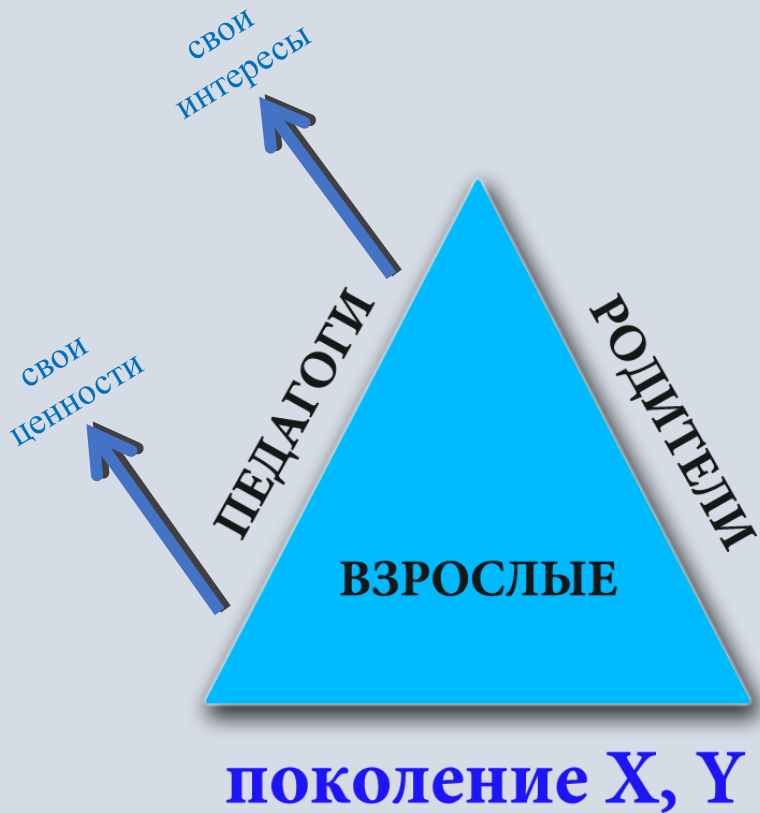 свои
интересы
свои
ценности
ПЕДАГОГИ
РОДИТЕЛИ
ВЗРОСЛЫЕ
поколение X, Y